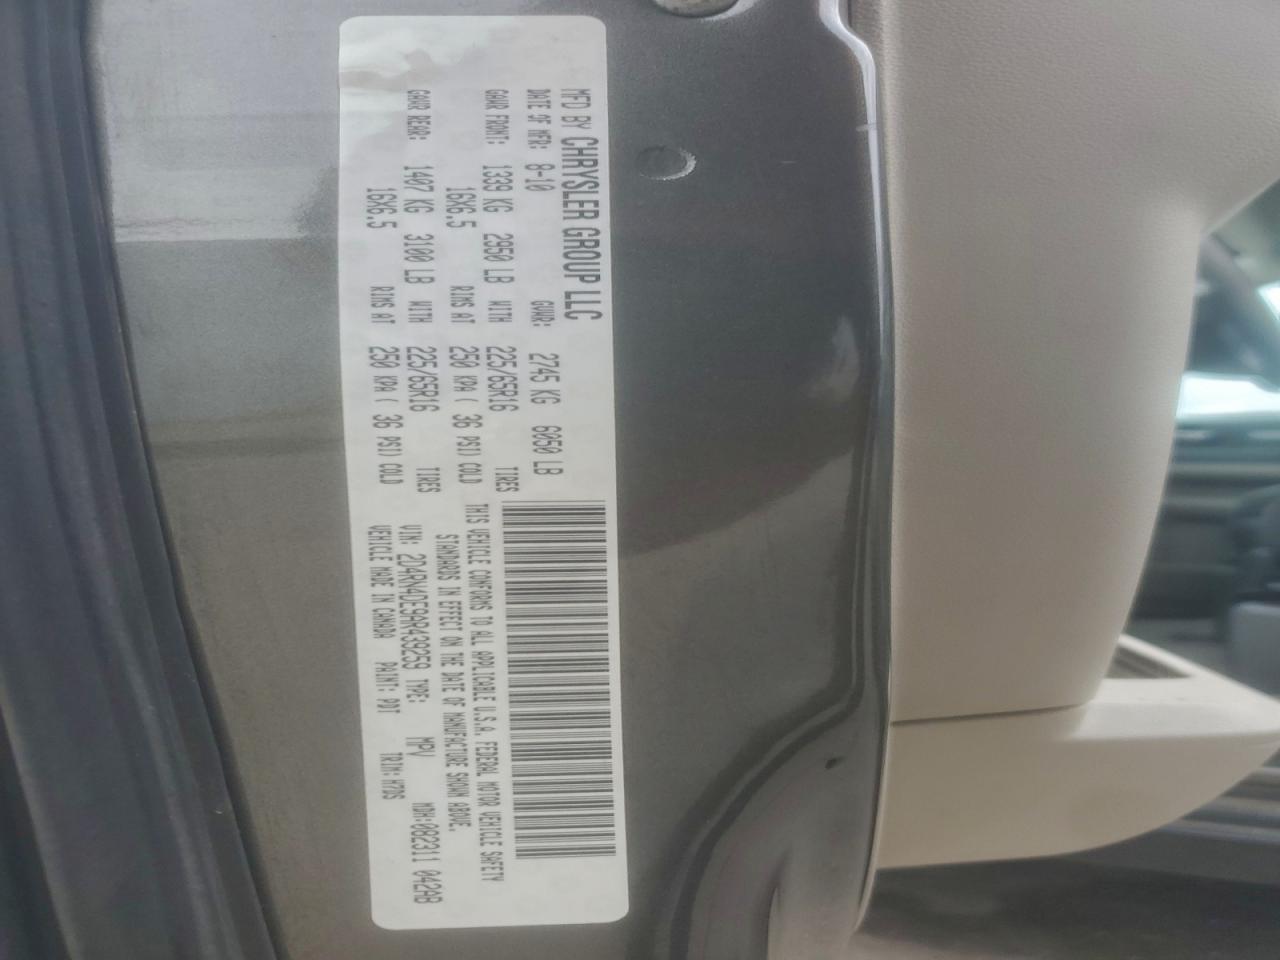 MFD BY CHRYSLER GROUP LLC
DATE OF MFR: 8-10 GVWR: 2745 KG 6050 LB
GAWR FRONT: 1339 KG 2950 LB WITH 225/65R16 TIRES
16X6.5 RIMS AT 250 KPA ( 36 PSI) COLD
GAWR REAR: 1407 KG 3100 LB WITH 225/65R16 TIRES
16X6.5 RIMS AT 250 KPA ( 36 PSI) COLD
THIS VEHICLE CONFORMS TO ALL APPLICABLE U.S.A. FEDERAL MOTOR VEHICLE SAFETY
STANDARDS IN EFFECT ON THE DATE OF MANUFACTURE SHOWN ABOVE.
VIN: 2D4RN4DE9AR439259 TYPE: MPV MDH:082311 042AB
VEHICLE MADE IN CANADA PAINT: PDT TRIM:H7DS